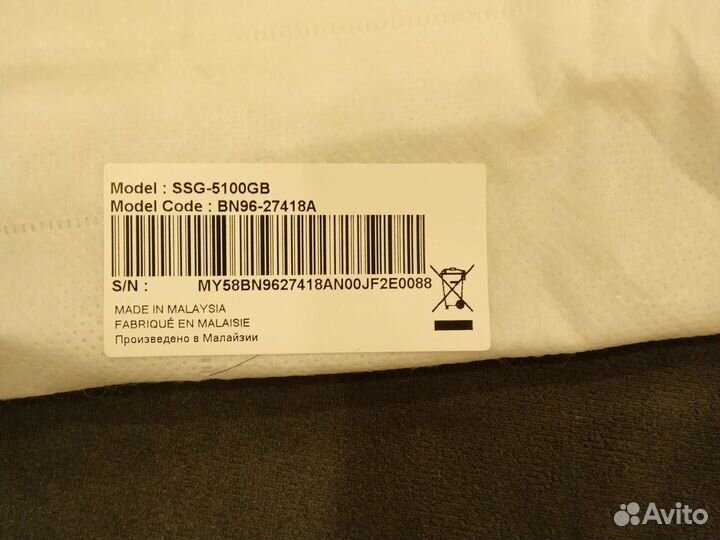 Model : SSG-5100GB
Model Code : BN96-27418A
S/N : MY58BN9627418AN00JF2E0088
MADE IN MALAYSIA
FABRIQUÉ EN MALAISIE
Произведено в Малайзии
Avito